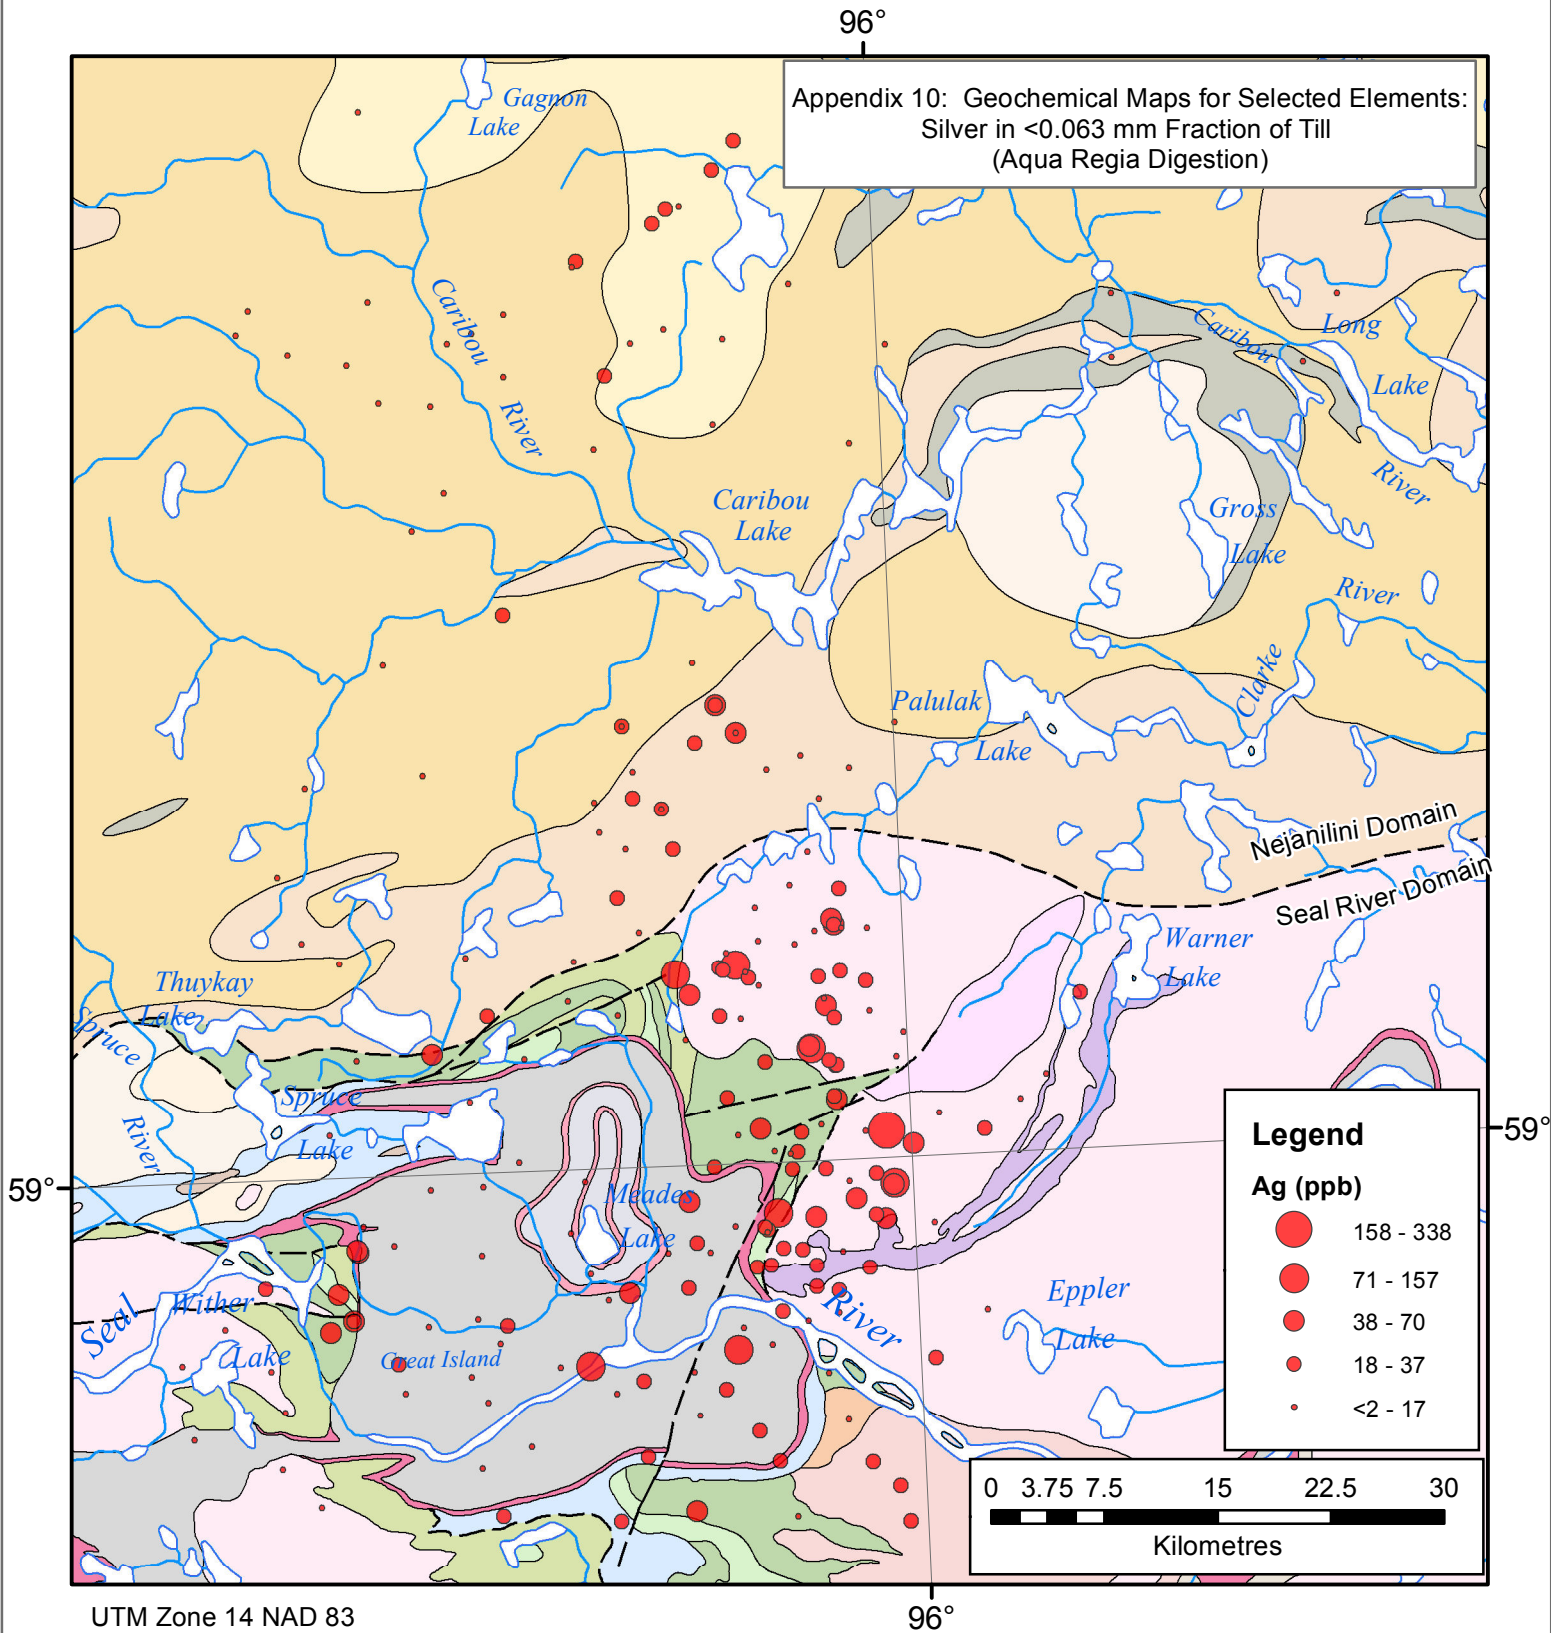 96°
Appendix 10: Geochemical Maps for Selected Elements:
Silver in <0.063 mm Fraction of Till
(Aqua Regia Digestion)
Gagnon
Lake
Caribou
River
Caribou
Long
Lake
River
Caribou
Lake
Gross
Lake
River
Clarke
Palulak
Lake
Nejanilini Domain
Seal River Domain
Warner
Lake
Thuykay
Lake
Spruce
River
Spruce
Lake
59°
59°
Meades
Lake
Seal
Wither
Lake
Great Island
River
Eppler
Lake
Legend
Ag (ppb)
158 - 338
71 - 157
38 - 70
18 - 37
<2 - 17
0 3.75 7.5 15 22.5 30
Kilometres
UTM Zone 14 NAD 83
96°